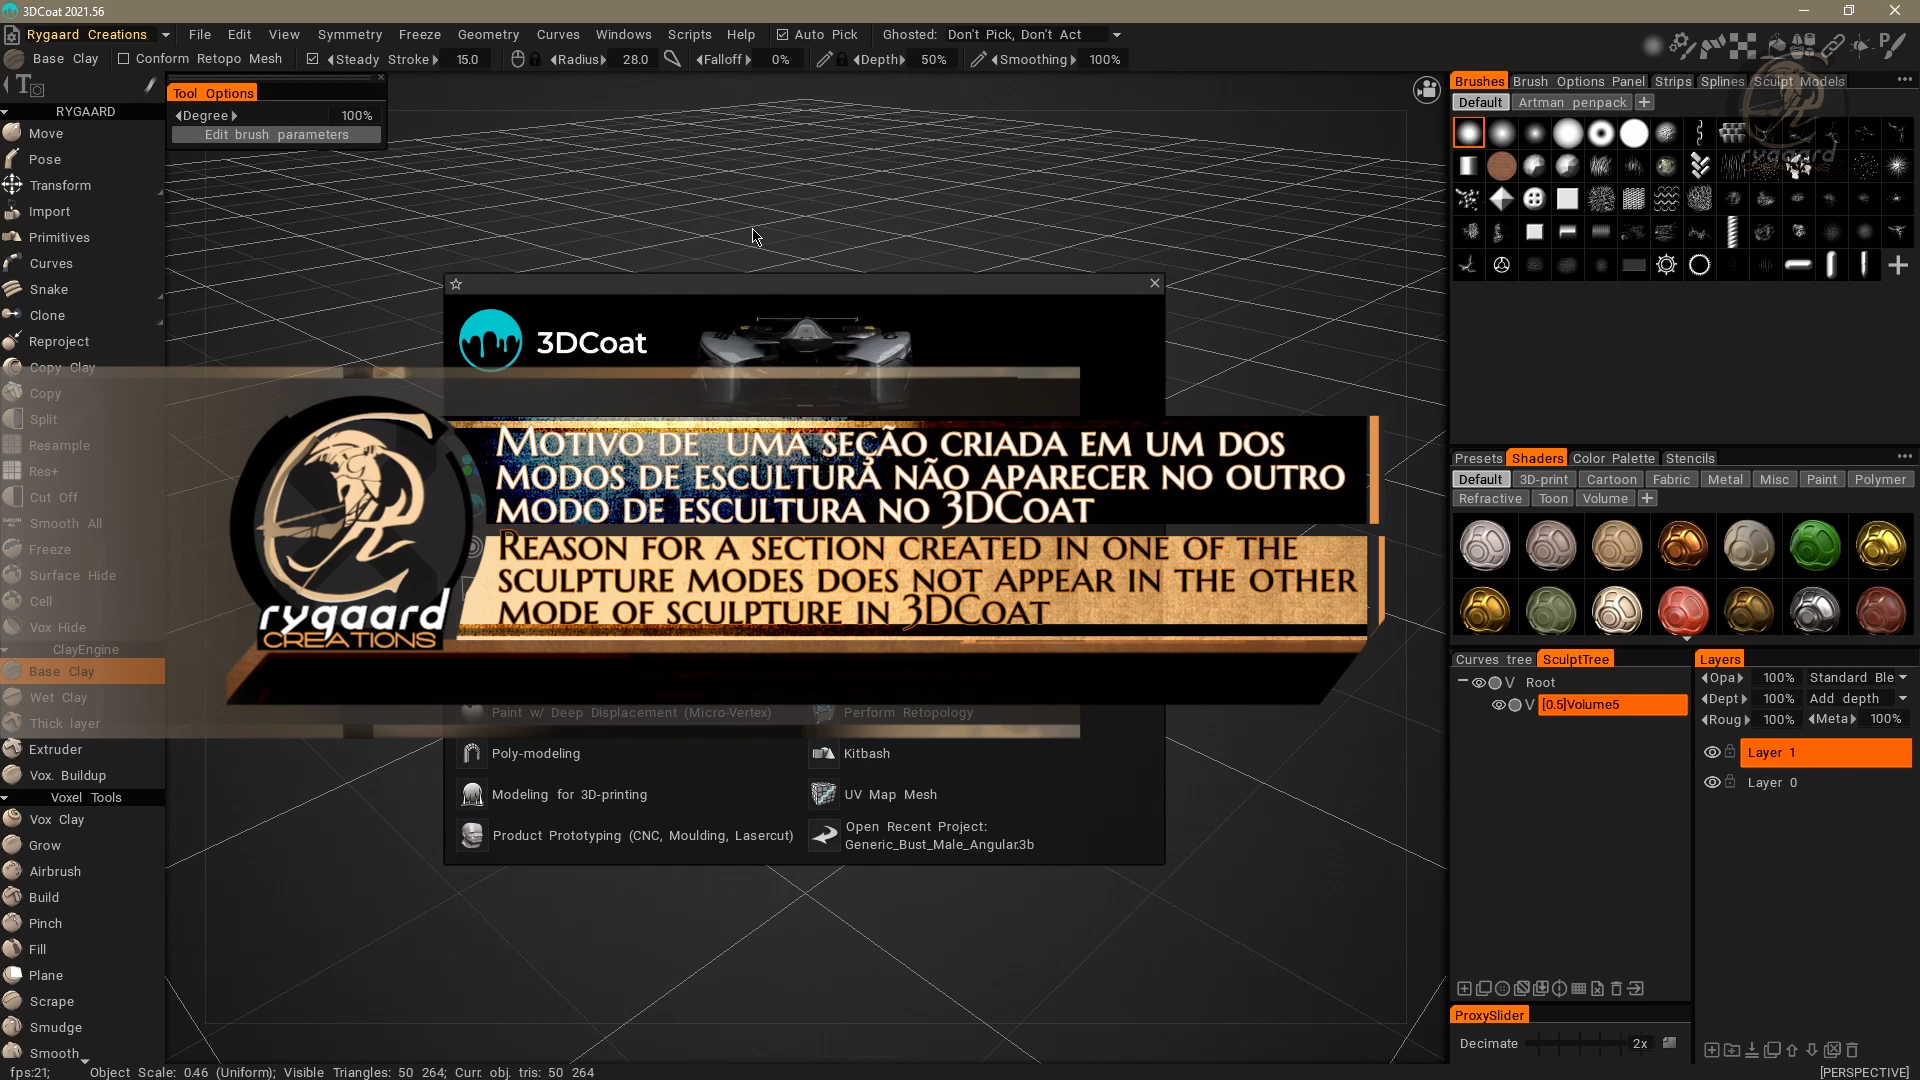 3DCoat 2021.56
Rygaard Creations File Edit View Symmetry Freeze Geometry Curves Windows Scripts Help Auto Pick Ghosted: Don't Pick, Don't Act
Base Clay Conform Retopo Mesh Steady Stroke 15.0 Radius 28.0 Falloff 0% Depth 50% Smoothing 100%
Tool Options
Degree 100%
Edit brush parameters
RYGAARD
Move
Pose
Transform
Import
Primitives
Curves
Snake
Clone
Reproject
Copy Clay
Copy
Split
Resample
Res+
Cut Off
Smooth All
Freeze
Surface Hide
Cell
Vox Hide
ClayEngine
Base Clay
Wet Clay
Thick layer
Extruder
Vox. Buildup
Voxel Tools
Vox Clay
Grow
Airbrush
Build
Pinch
Fill
Plane
Scrape
Smudge
Smooth
3DCoat
MOTIVO DE UMA SEÇÃO CRIADA EM UM DOS
MODOS DE ESCULTURA NÃO APARECER NO OUTRO
MODO DE ESCULTURA NO 3DCOAT
REASON FOR A SECTION CREATED IN ONE OF THE
SCULPTURE MODES DOES NOT APPEAR IN THE OTHER
MODE OF SCULPTURE IN 3DCOAT
rygaard
CREATIONS
Paint w/ Deep Displacement (Micro-Vertex) Perform Retopology
Poly-modeling Kitbash
Modeling for 3D-printing UV Map Mesh
Product Prototyping (CNC, Moulding, Lasercut) Open Recent Project:
Generic_Bust_Male_Angular.3b
Brushes Brush Options Panel Strips Splines Sculpt Models
Default Artman penpack
rygaard
Presets Shaders Color Palette Stencils
Default 3D-print Cartoon Fabric Metal Misc Paint Polymer
Refractive Toon Volume
Curves tree SculptTree
V Root
V [0.5]Volume5
Layers
Opa 100% Standard Ble
Dept 100% Add depth
Roug 100% Meta 100%
Layer 1
Layer 0
ProxySlider
Decimate 2x
fps:21; Object Scale: 0.46 (Uniform); Visible Triangles: 50 264; Curr. obj. tris: 50 264 [PERSPECTIVE]